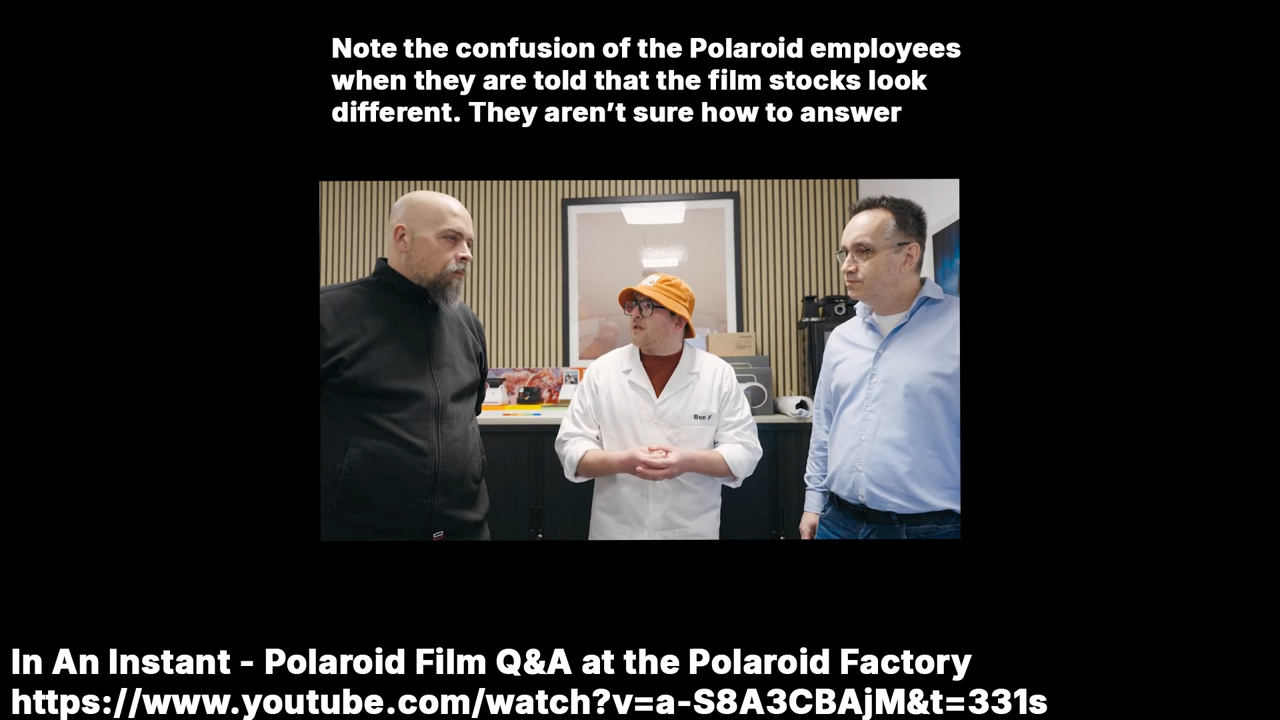 Note the confusion of the Polaroid employees
when they are told that the film stocks look
different. They aren’t sure how to answer
Ben F
In An Instant - Polaroid Film Q&A at the Polaroid Factory
https://www.youtube.com/watch?v=a-S8A3CBAjM&t=331s